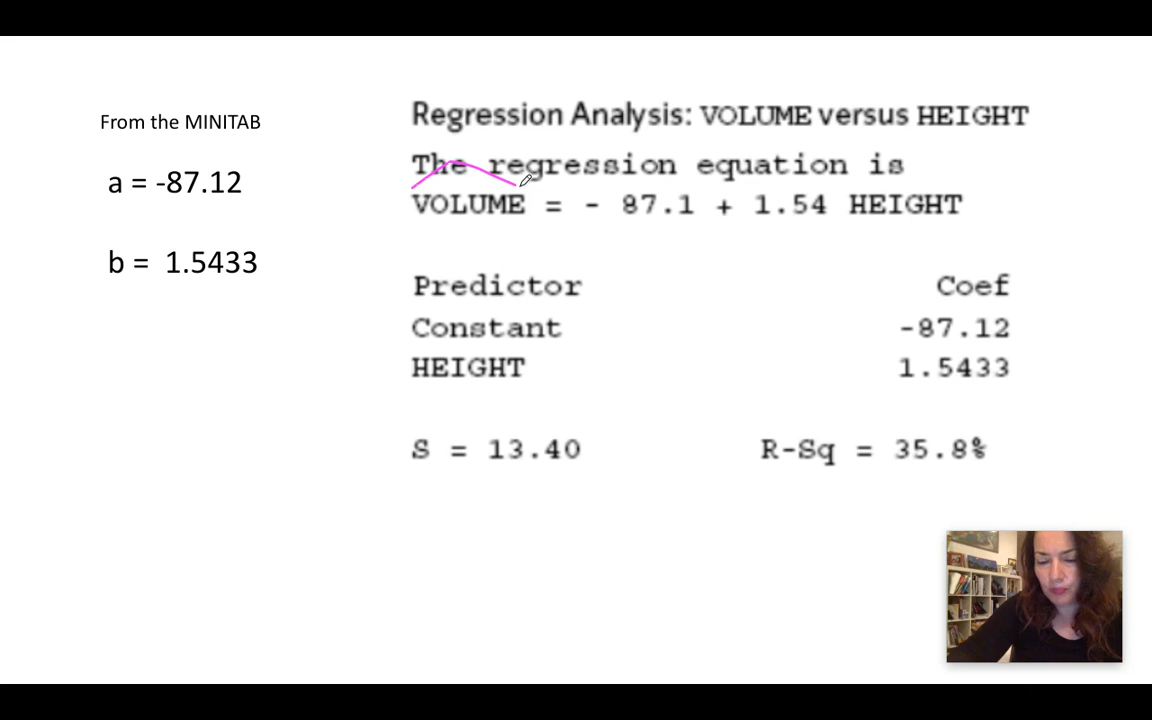 From the MINITAB
a = -87.12
b = 1.5433
Regression Analysis: VOLUME versus HEIGHT
The regression equation is
VOLUME = - 87.1 + 1.54 HEIGHT
Predictor Coef
Constant -87.12
HEIGHT 1.5433
S = 13.40 R-Sq = 35.8%